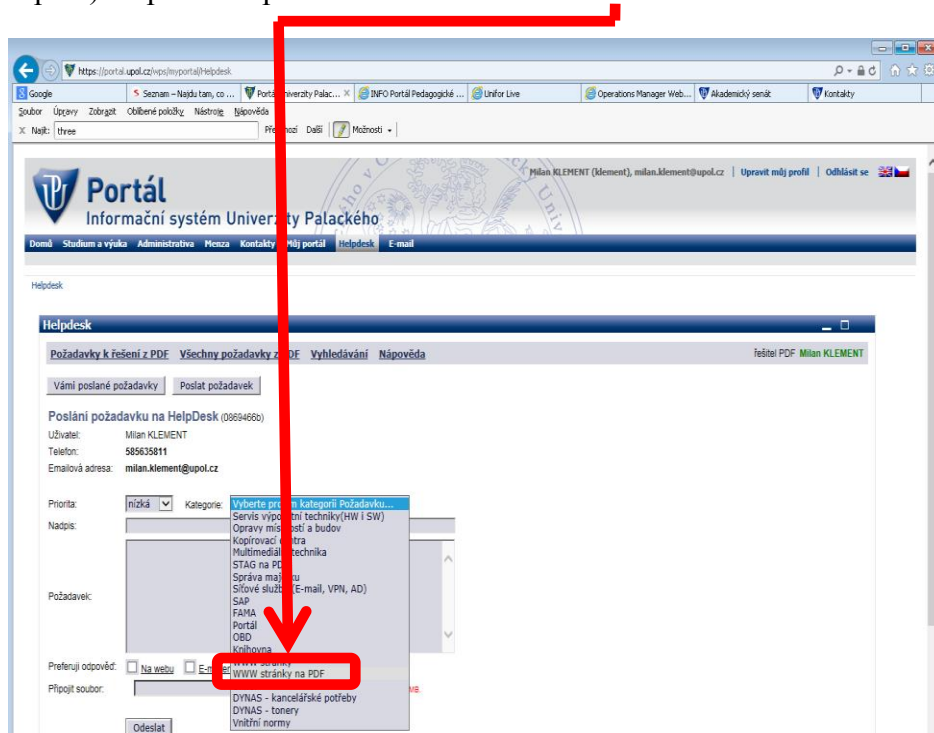 https://portal.upol.cz/wps/myportal/Helpdesk
Google Seznam – Najdu tam, co ... Portál Univerzity Palac... INFO Portál Pedagogické ... Unifor Live Operations Manager Web... Akademický senát Kontakty
Soubor Úpravy Zobrazit Oblíbené položky Nástroje Nápověda
Najít: three Další Možnosti
Milan KLEMENT (klement), milan.klement@upol.cz | Upravit můj profil | Odhlásit se
Portál
Informační systém Univerzity Palackého
Domů Studium a výuka Administrativa Menza Kontakty Můj portál Helpdesk E-mail
Helpdesk
Helpdesk
Požadavky k řešení z PDF Všechny požadavky z PDF Vyhledávání Nápověda řešitel PDF Milan KLEMENT
Vámi poslané požadavky Poslat požadavek
Poslání požadavku na HelpDesk (0869466b)
Uživatel: Milan KLEMENT
Telefon: 585635811
Emailová adresa: milan.klement@upol.cz
Priorita: nízká Kategorie: Vyberte prosím kategorii Požadavku...
Servis výpočetní techniky(HW i SW)
Nadpis: Opravy místností a budov
Kopírovací centra
Multimediální technika
STAG na PDF
Správa majetku
Síťové služby (E-mail, VPN, AD)
Požadavek: SAP
FAMA
Portál
OBD
Knihovna
WWW stránky
Preferuji odpověď: Na webu
WWW stránky na PDF
Připojit soubor: MB.
DYNAS - kancelářské potřeby
DYNAS - tonery
Vnitřní normy
Odeslat